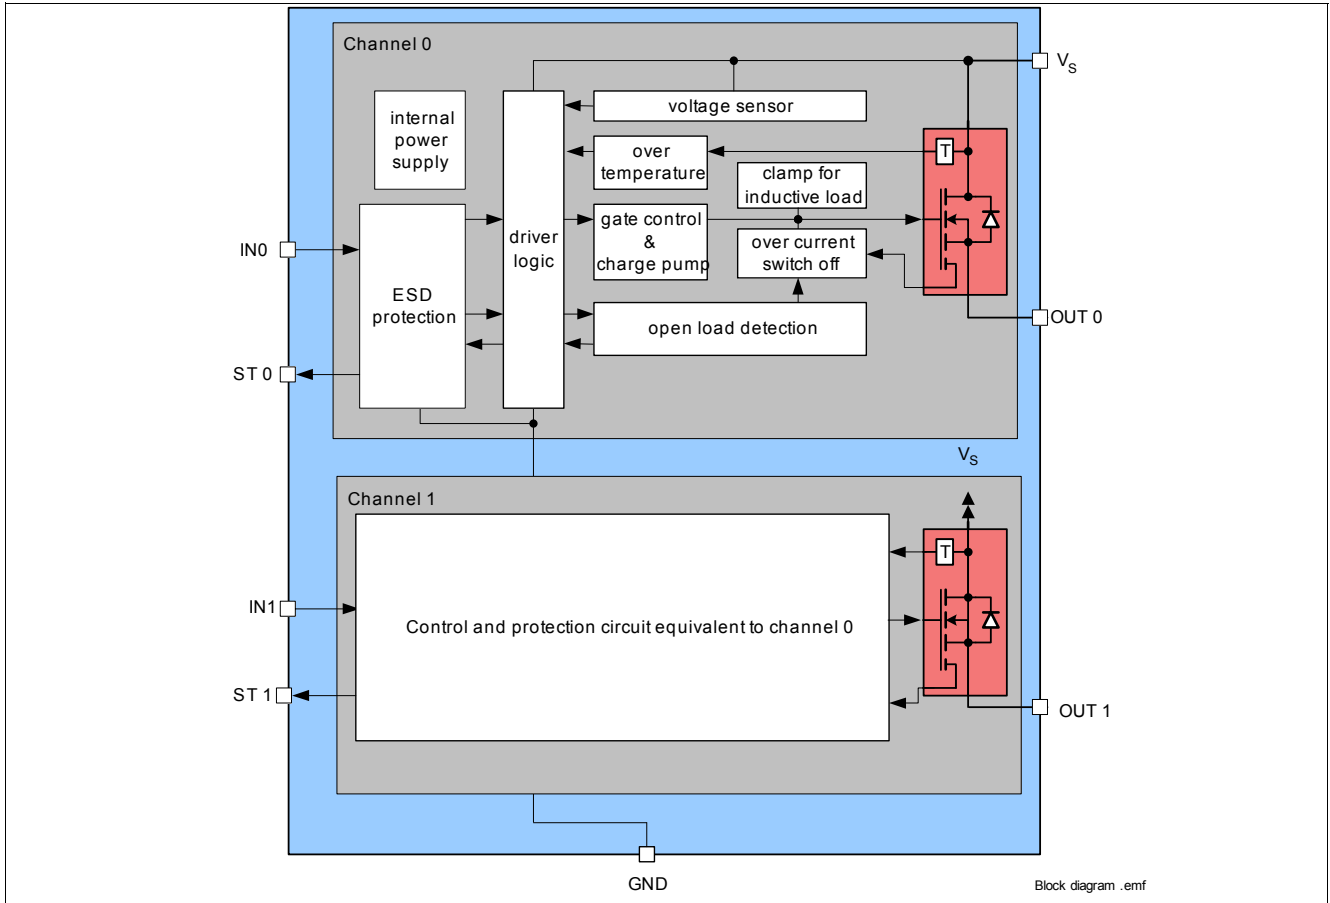 Channel 0
V_S
internal
power
supply
voltage sensor
over
temperature
T
clamp for
inductive load
gate control
&
charge pump
driver
logic
over current
switch off
IN0
ESD
protection
open load detection
OUT 0
ST 0
V_S
Channel 1
T
IN1
Control and protection circuit equivalent to channel 0
ST 1
OUT 1
GND
Block diagram .emf